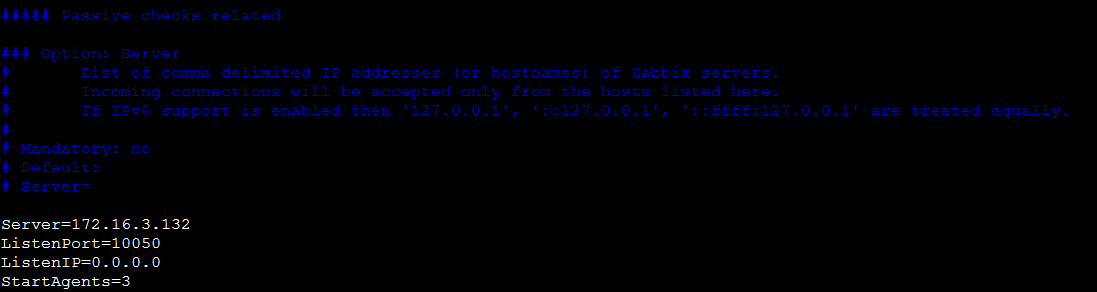 ##### Passive checks related
### Option: Server
#       List of comma delimited IP addresses (or hostnames) of Zabbix servers.
#       Incoming connections will be accepted only from the hosts listed here.
#       If IPv6 support is enabled then '127.0.0.1', '::127.0.0.1', '::ffff:127.0.0.1' are treated equally.
#
# Mandatory: no
# Default:
# Server=
Server=172.16.3.132
ListenPort=10050
ListenIP=0.0.0.0
StartAgents=3